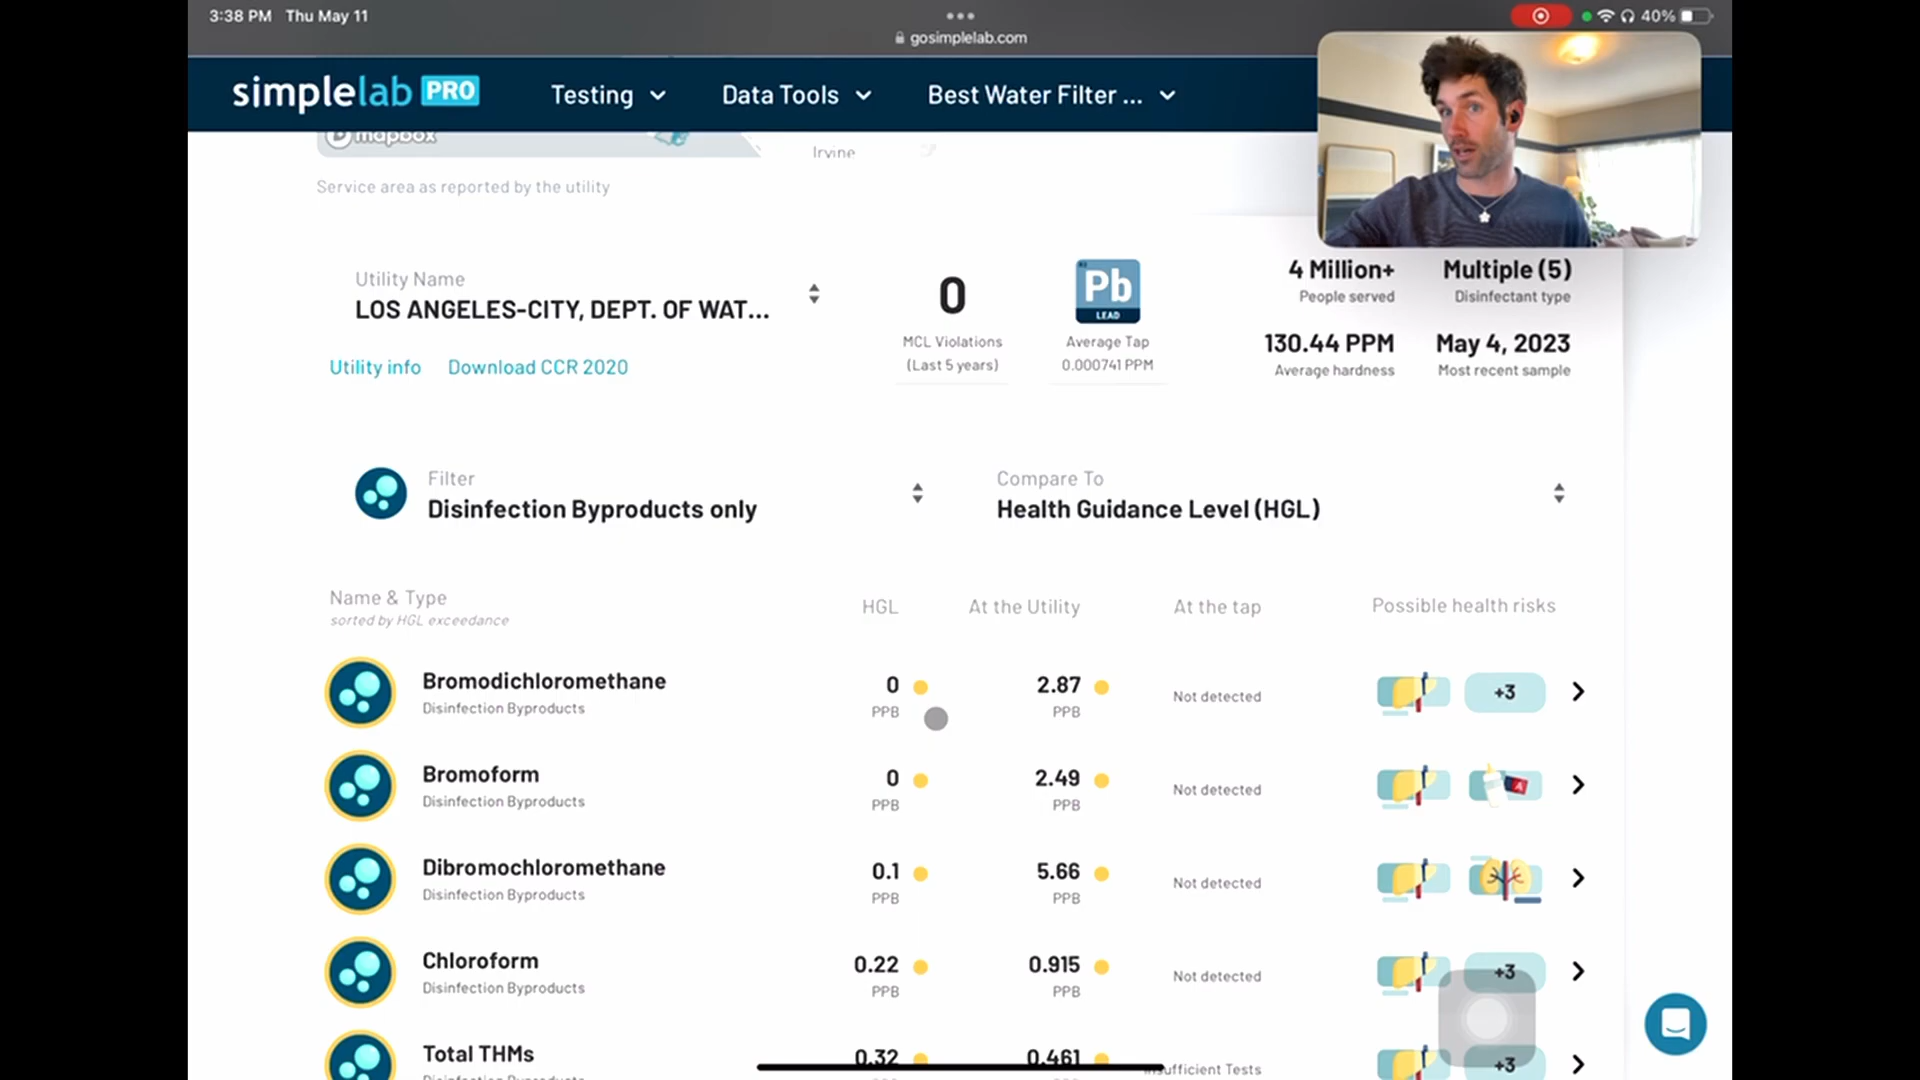 3:38 PM Thu May 11
40%
gosimplelab.com
simplelab PRO
Testing
Data Tools
Best Water Filter ...
mapbox
Irvine
Service area as reported by the utility
Utility Name
LOS ANGELES-CITY, DEPT. OF WAT...
Utility info
Download CCR 2020
0
MCL Violations
(Last 5 years)
Pb
LEAD
Average Tap
0.000741 PPM
4 Million+
People served
Multiple (5)
Disinfectant type
130.44 PPM
Average hardness
May 4, 2023
Most recent sample
Filter
Disinfection Byproducts only
Compare To
Health Guidance Level (HGL)
Name & Type
sorted by HGL exceedance
HGL
At the Utility
At the tap
Possible health risks
Bromodichloromethane
Disinfection Byproducts
0
PPB
2.87
PPB
Not detected
+3
Bromoform
Disinfection Byproducts
0
PPB
2.49
PPB
Not detected
A
Dibromochloromethane
Disinfection Byproducts
0.1
PPB
5.66
PPB
Not detected
Chloroform
Disinfection Byproducts
0.22
PPB
0.915
PPB
Not detected
+3
Total THMs
Disinfection Byproducts
0.32
0.461
Tests
+3